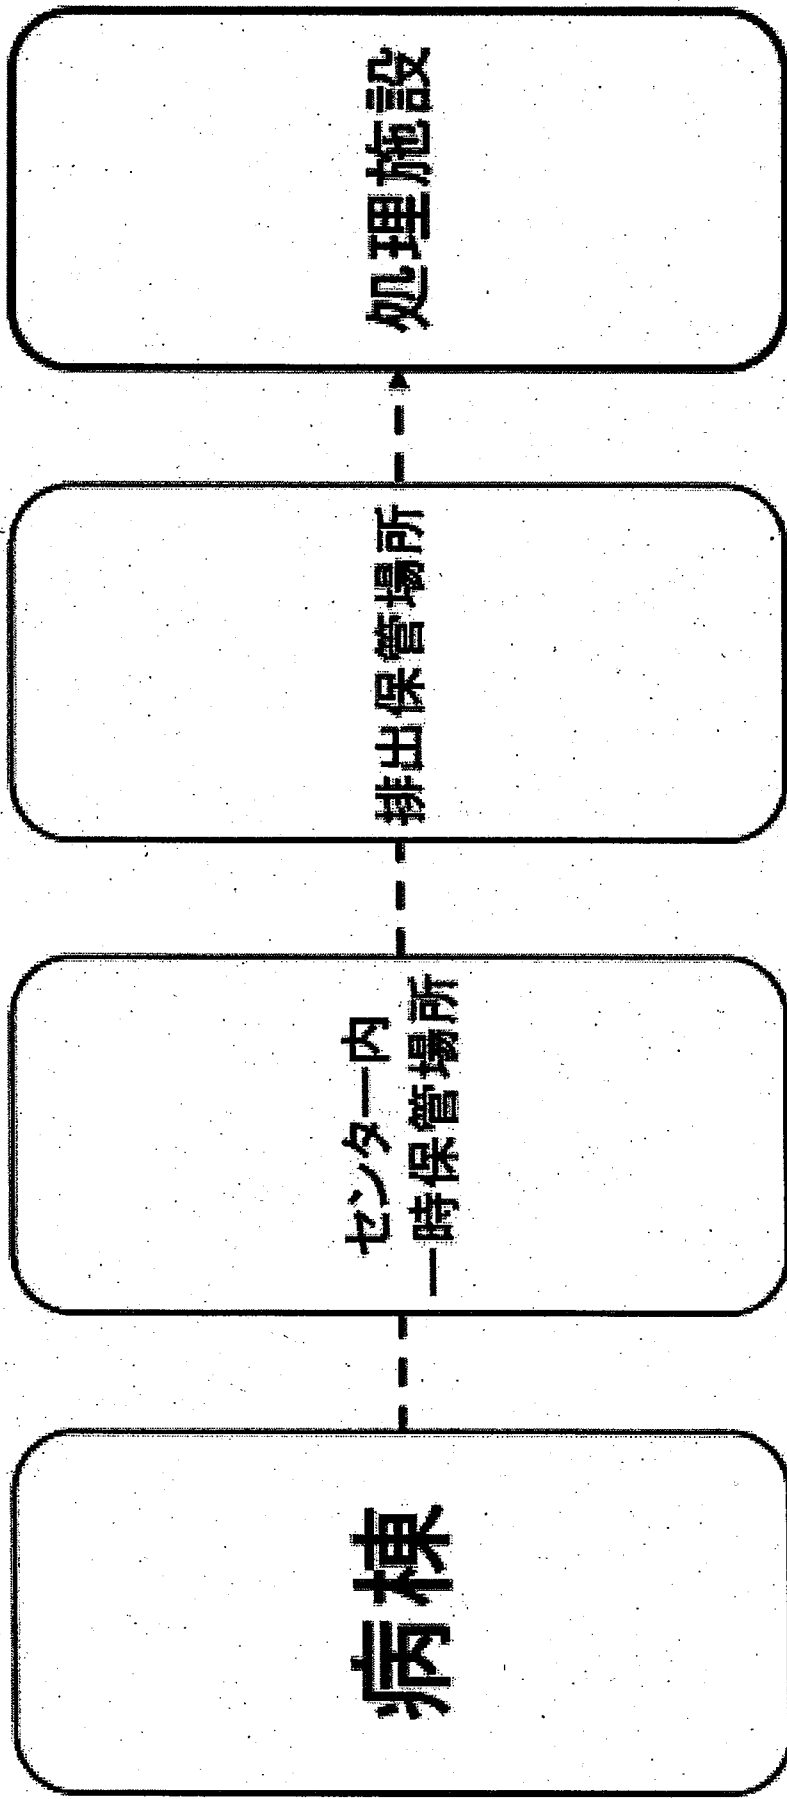 病棟
センター内
一時保管場所
排出保管場所
処理施設